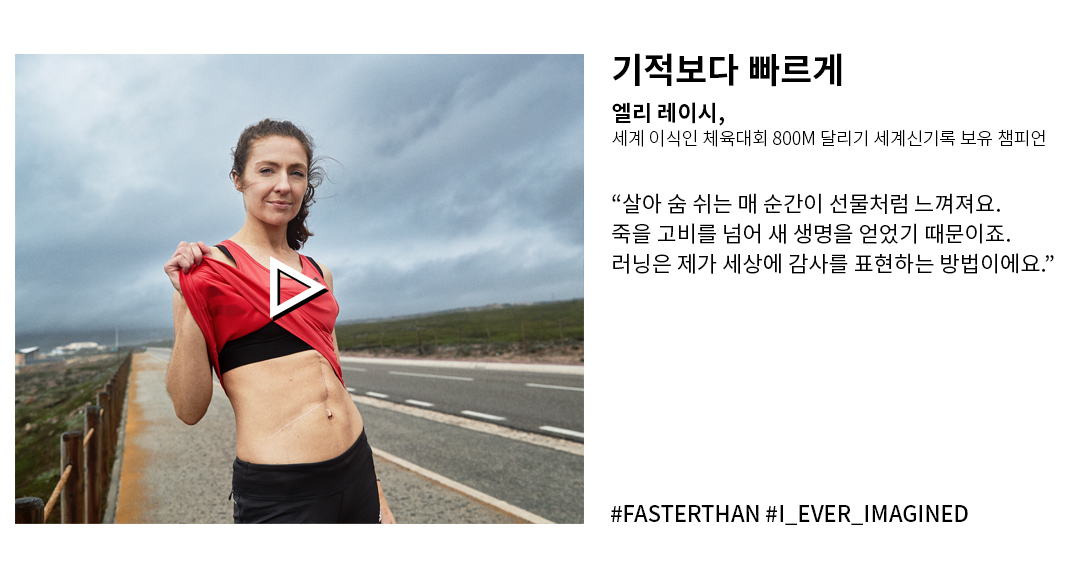 기적보다 빠르게
엘리 레이시,
세계 이식인 체육대회 800M 달리기 세계신기록 보유 챔피언
“살아 숨 쉬는 매 순간이 선물처럼 느껴져요.
죽을 고비를 넘어 새 생명을 얻었기 때문이죠.
러닝은 제가 세상에 감사를 표현하는 방법이에요.”
#FASTERTHAN #I_EVER_IMAGINED